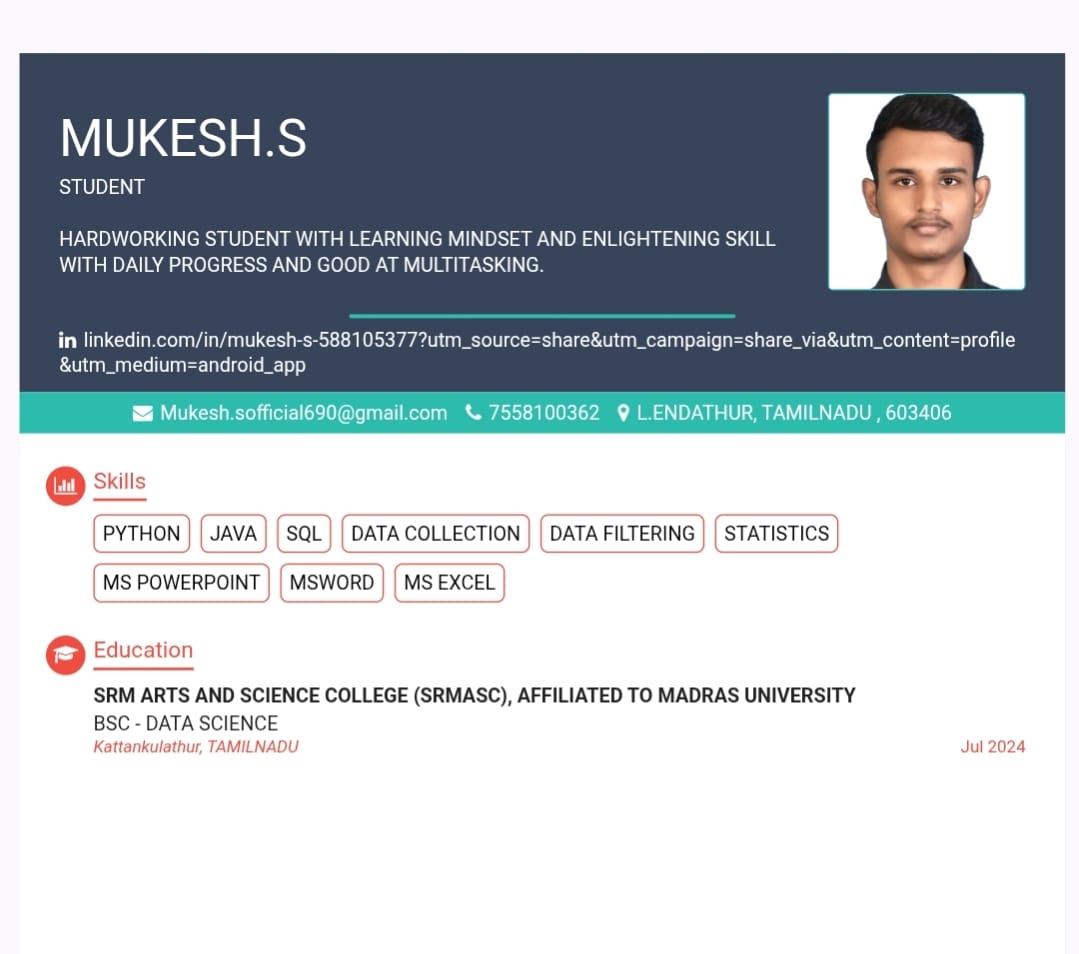 MUKESH.S
STUDENT
HARDWORKING STUDENT WITH LEARNING MINDSET AND ENLIGHTENING SKILL
WITH DAILY PROGRESS AND GOOD AT MULTITASKING.
in linkedin.com/in/mukesh-s-588105377?utm_source=share&utm_campaign=share_via&utm_content=profile
&utm_medium=android_app
Mukesh.sofficial690@gmail.com 7558100362 L.ENDATHUR, TAMILNADU , 603406
Skills
PYTHON JAVA SQL DATA COLLECTION DATA FILTERING STATISTICS
MS POWERPOINT MSWORD MS EXCEL
Education
SRM ARTS AND SCIENCE COLLEGE (SRMASC), AFFILIATED TO MADRAS UNIVERSITY
BSC - DATA SCIENCE
Kattankulathur, TAMILNADU Jul 2024